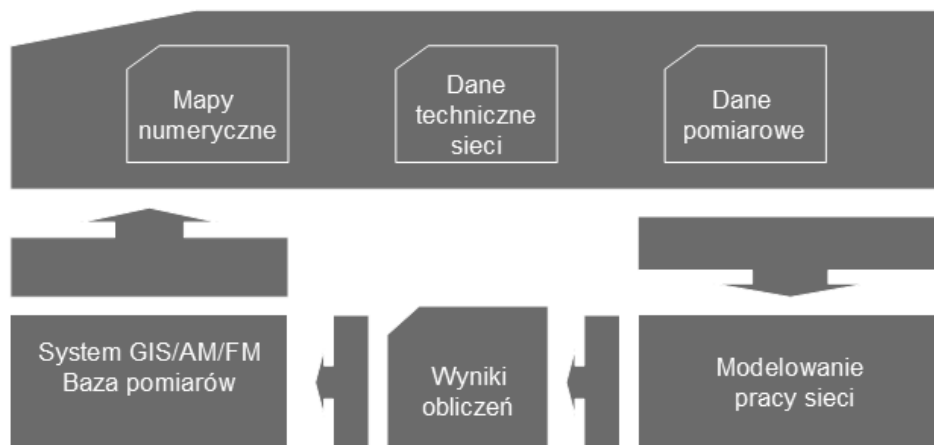 Mapy
numeryczne
Dane
techniczne
sieci
Dane
pomiarowe
System GIS/AM/FM
Baza pomiarów
Wyniki
obliczeń
Modelowanie
pracy sieci